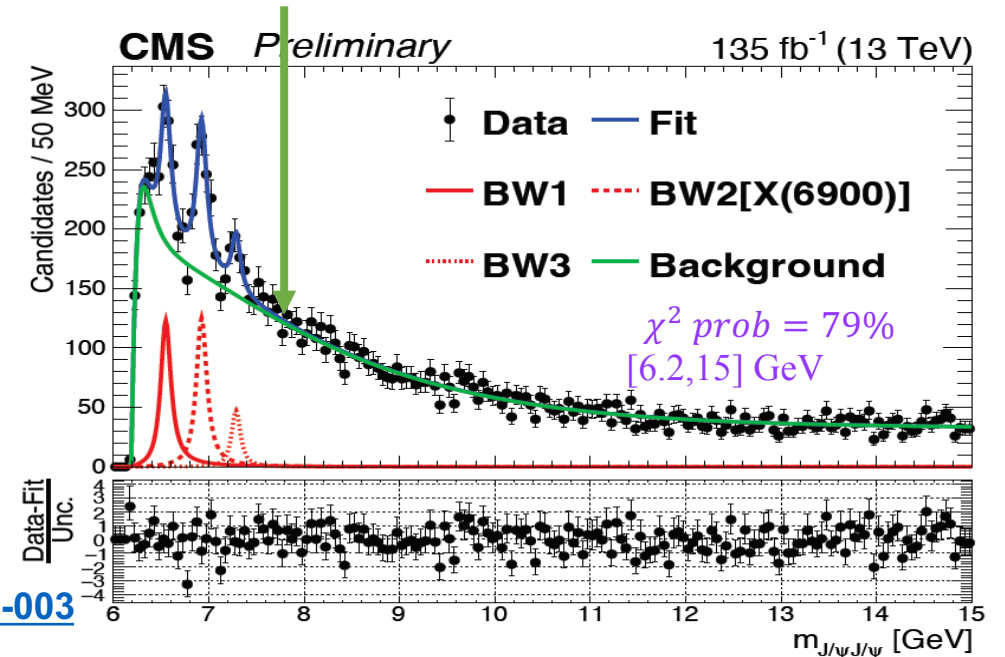 CMS Preliminary 135 fb⁻¹ (13 TeV)
Candidates / 50 MeV
300
250
200
150
100
50
0
Data Fit
BW1 BW2[X(6900)]
BW3 Background
χ² prob = 79%
[6.2,15] GeV
Data-Fit
Unc.
4
3
2
1
0
−1
−2
−3
−4
6 7 8 9 10 11 12 13 14 15
-003
m_J/ψJ/ψ [GeV]